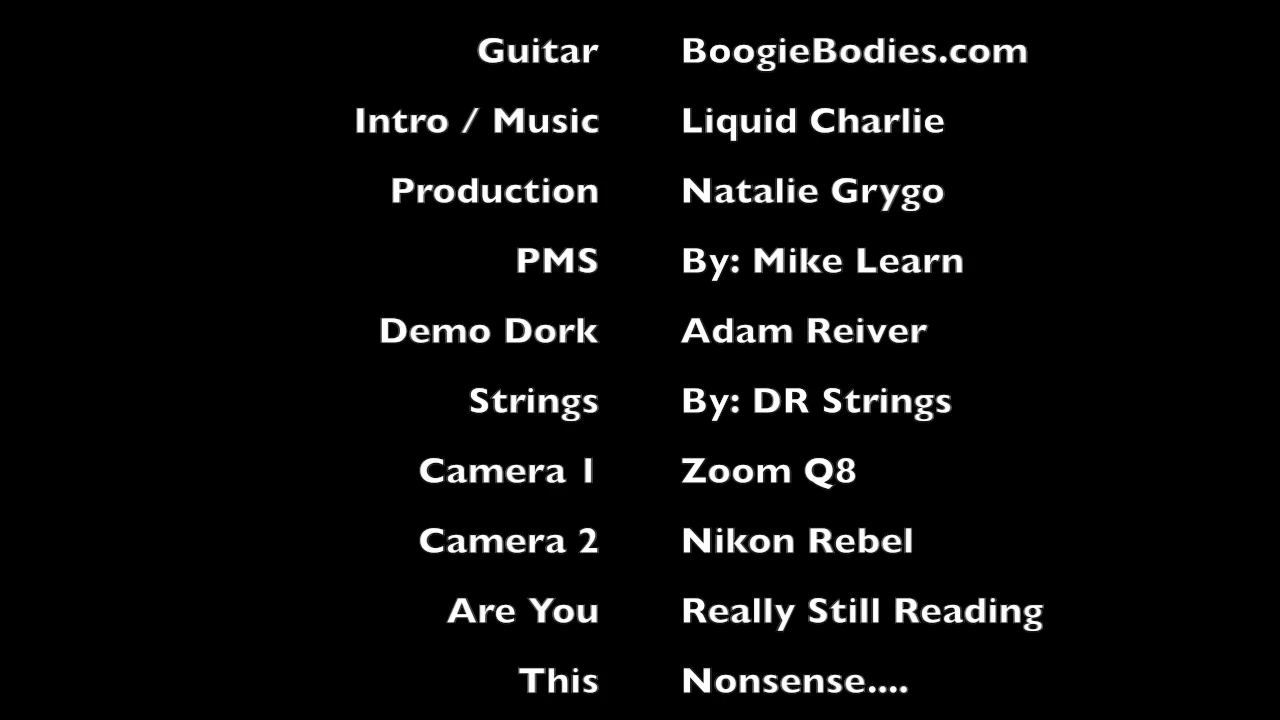 Guitar BoogieBodies.com
Intro / Music Liquid Charlie
Production Natalie Grygo
PMS By: Mike Learn
Demo Dork Adam Reiver
Strings By: DR Strings
Camera 1 Zoom Q8
Camera 2 Nikon Rebel
Are You Really Still Reading
This Nonsense....